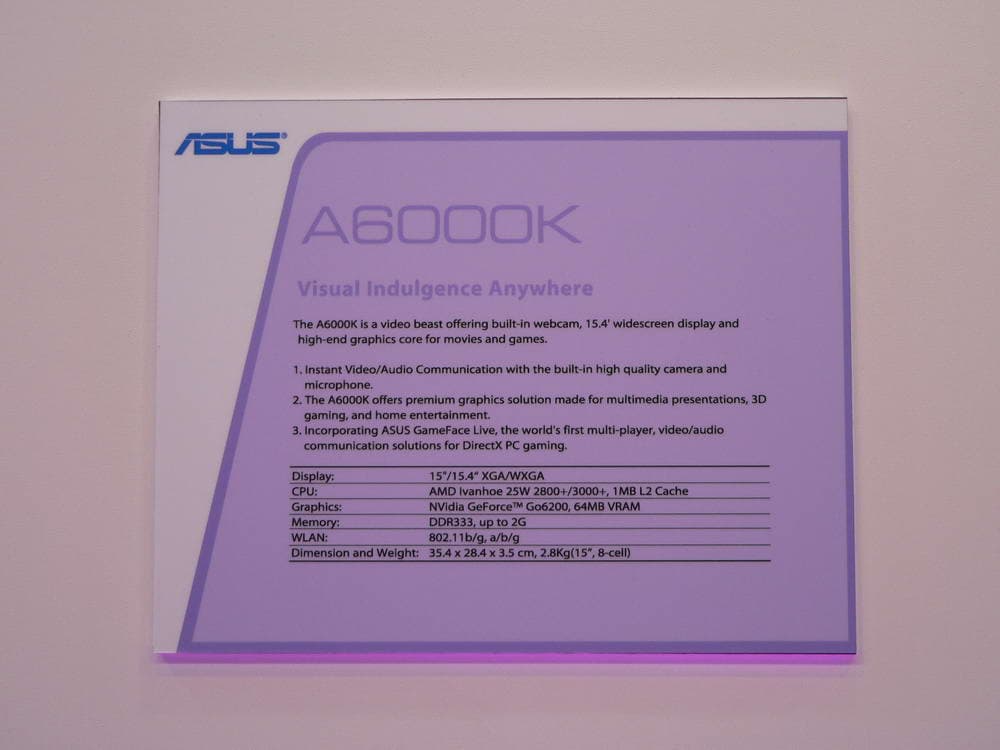 ASUS®
A6000K
Visual Indulgence Anywhere
The A6000K is a video beast offering built-in webcam, 15.4' widescreen display and
high-end graphics core for movies and games.
1. Instant Video/Audio Communication with the built-in high quality camera and
microphone.
2. The A6000K offers premium graphics solution made for multimedia presentations, 3D
gaming, and home entertainment.
3. Incorporating ASUS GameFace Live, the world's first multi-player, video/audio
communication solutions for DirectX PC gaming.
Display: 15"/15.4" XGA/WXGA
CPU: AMD Ivanhoe 25W 2800+/3000+, 1MB L2 Cache
Graphics: NVidia GeForce™ Go6200, 64MB VRAM
Memory: DDR333, up to 2G
WLAN: 802.11b/g, a/b/g
Dimension and Weight: 35.4 x 28.4 x 3.5 cm, 2.8Kg(15", 8-cell)